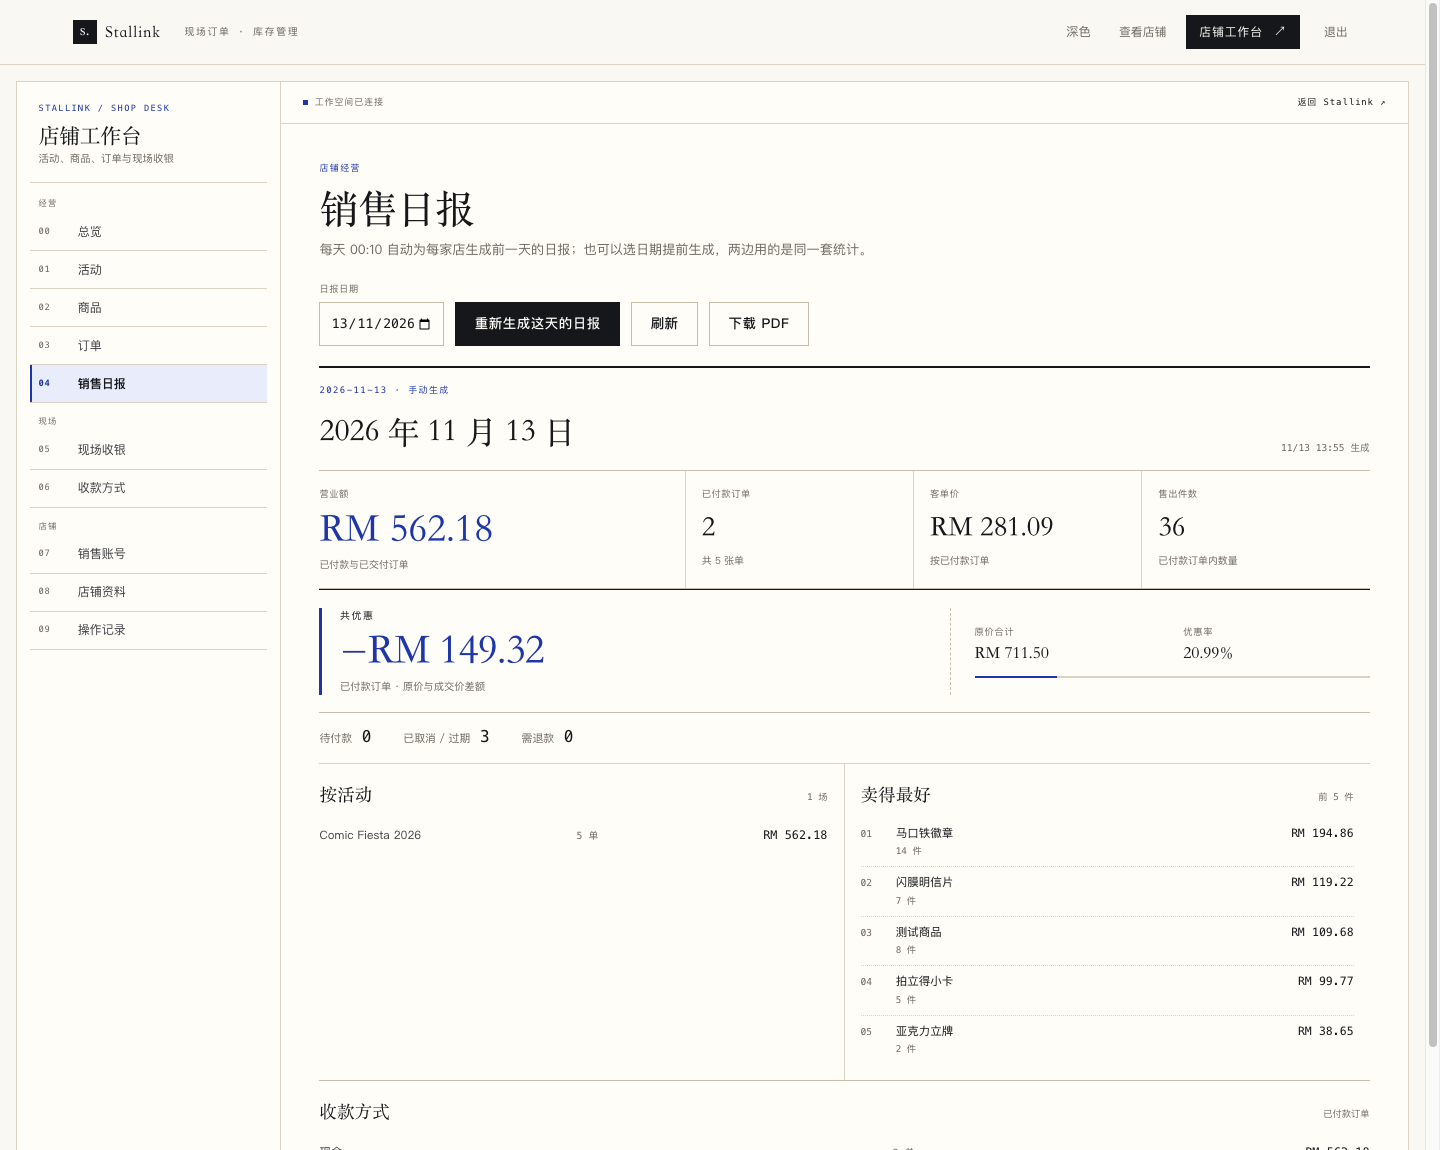 S. Stallink 现场订单 · 库存管理
深色 查看店铺 店铺工作台 ↗ 退出
STALLINK / SHOP DESK
店铺工作台
活动、商品、订单与现场收银
经营
00 总览
01 活动
02 商品
03 订单
04 销售日报
现场
05 现场收银
06 收款方式
店铺
07 销售账号
08 店铺资料
09 操作记录
工作空间已连接
返回 Stallink ↗
店铺经营
销售日报
每天 00:10 自动为每家店生成前一天的日报；也可以选日期提前生成，两边用的是同一套统计。
日报日期
13/11/2026 重新生成这天的日报 刷新 下载 PDF
2026-11-13 · 手动生成
2026 年 11 月 13 日
11/13 13:55 生成
营业额
RM 562.18
已付款与已交付订单
已付款订单
2
共 5 张单
客单价
RM 281.09
按已付款订单
售出件数
36
已付款订单内数量
共优惠
−RM 149.32
已付款订单 · 原价与成交价差额
原价合计
RM 711.50
优惠率
20.99%
待付款 0 已取消 / 过期 3 需退款 0
按活动 1 场
Comic Fiesta 2026 5 单 RM 562.18
卖得最好 前 5 件
01 马口铁徽章 RM 194.86
14 件
02 闪膜明信片 RM 119.22
7 件
03 测试商品 RM 109.68
8 件
04 拍立得小卡 RM 99.77
5 件
05 亚克力立牌 RM 38.65
2 件
收款方式 已付款订单